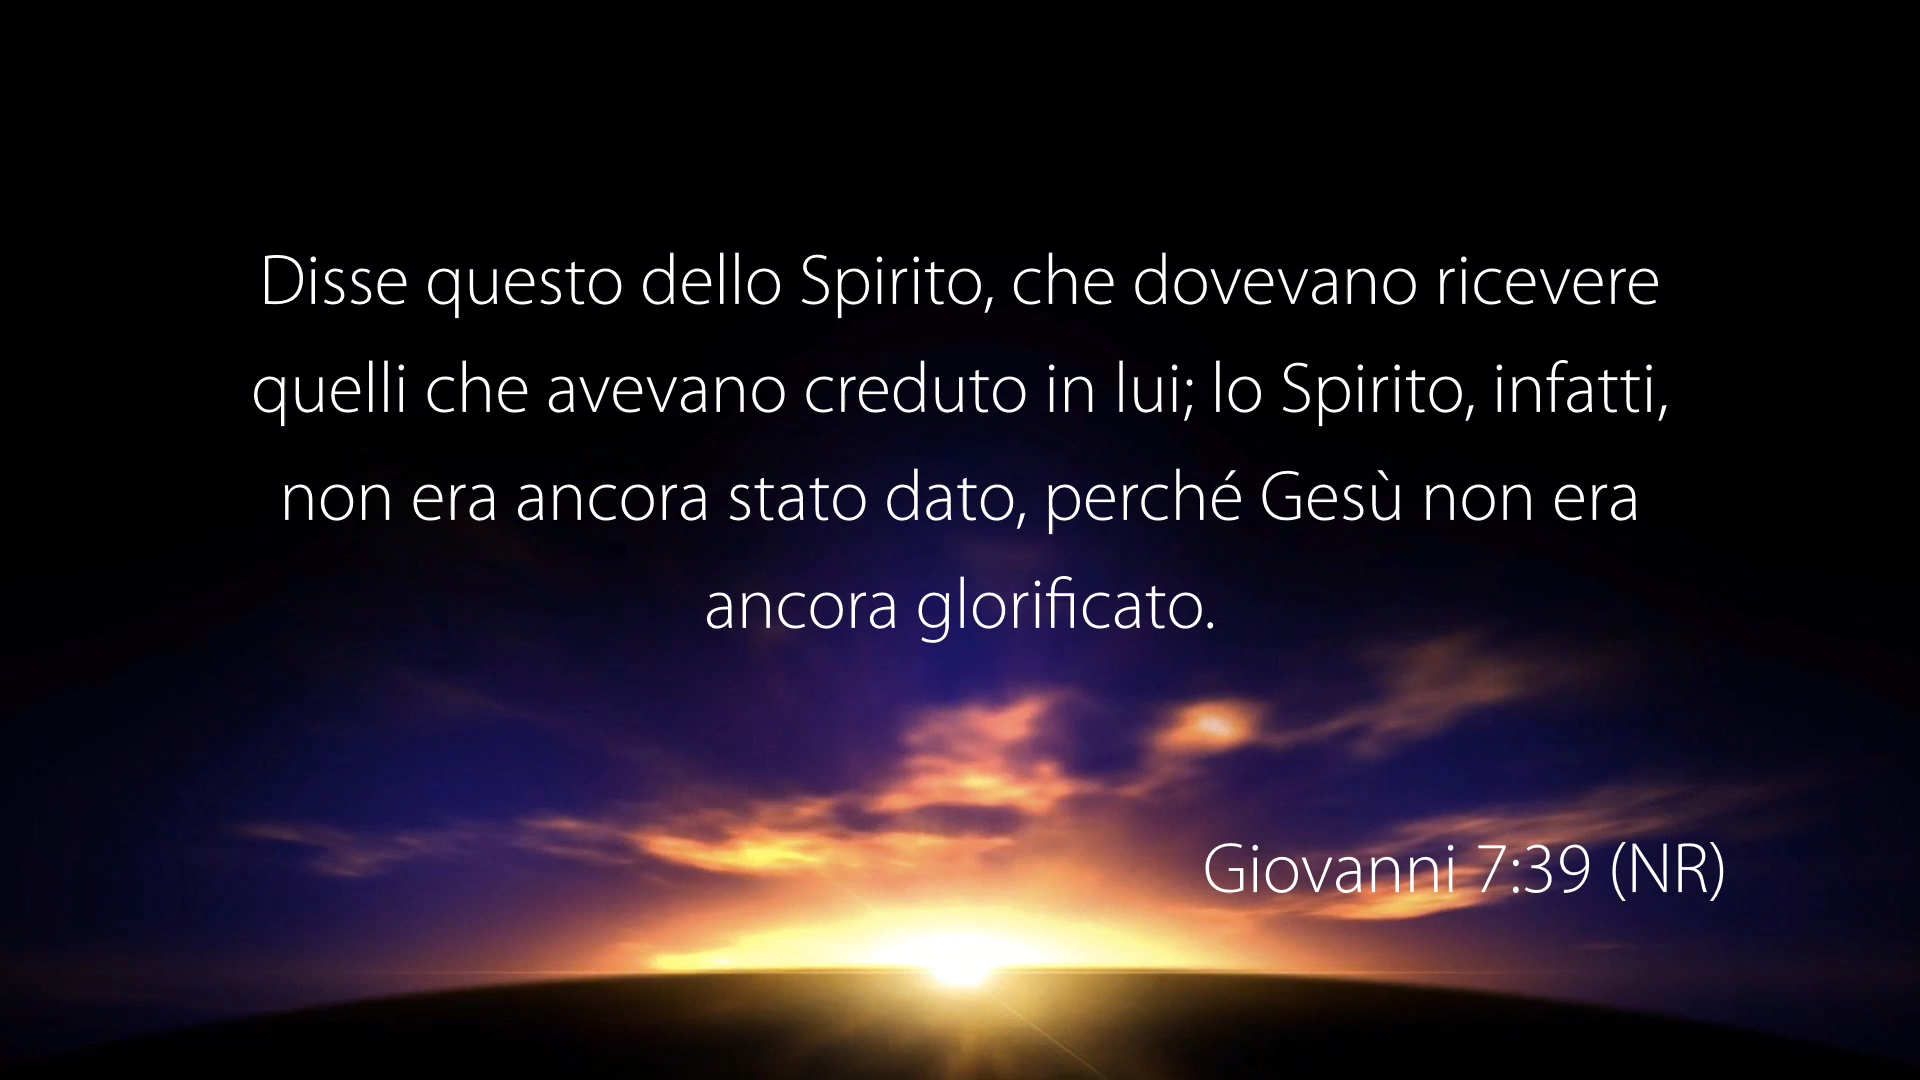 Disse questo dello Spirito, che dovevano ricevere
quelli che avevano creduto in lui; lo Spirito, infatti,
non era ancora stato dato, perché Gesù non era
ancora glorificato.
Giovanni 7:39 (NR)